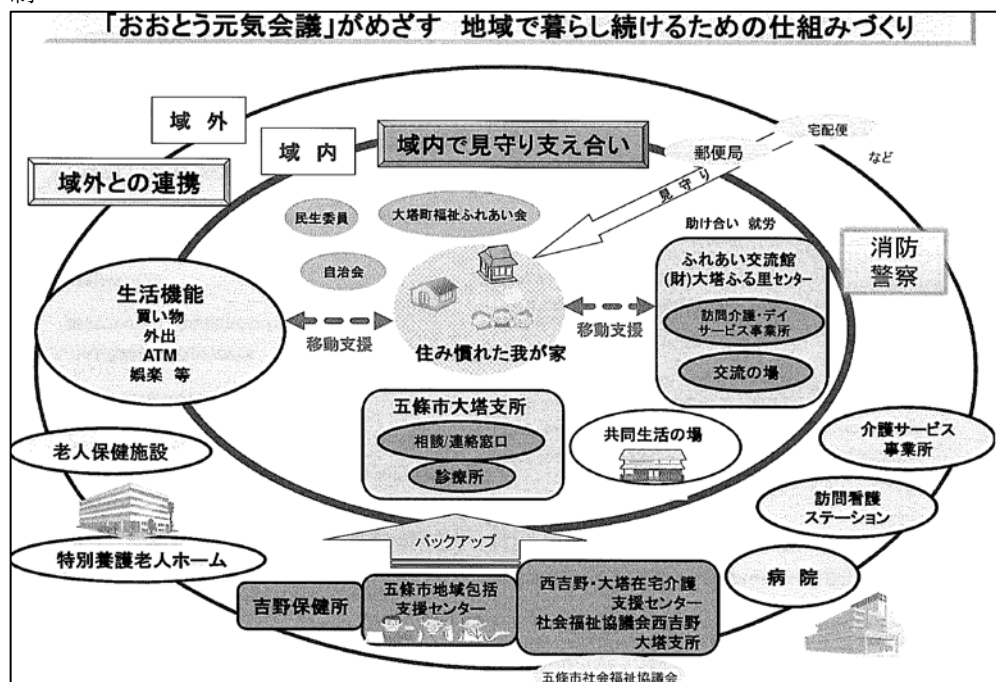 「おおとう元気会議」がめざす 地域で暮らし続けるための仕組みづくり
域 外
域 内
域内で見守り支え合い
域外との連携
郵便局
宅配便
など
見守り
民生委員
大塔町福祉ふれあい会
自治会
助け合い 就労
消防
警察
ふれあい交流館
(財)大塔ふる里センター
訪問介護・デイ
サービス事業所
交流の場
生活機能
買い物
外出
ATM
娯楽 等
移動支援
移動支援
住み慣れた我が家
五條市大塔支所
相談/連絡窓口
診療所
共同生活の場
介護サービス
事業所
老人保健施設
訪問看護
ステーション
特別養護老人ホーム
バックアップ
病 院
吉野保健所
五條市地域包括
支援センター
西吉野・大塔在宅介護
支援センター
社会福祉協議会西吉野
大塔支所
五條市社会福祉協議会